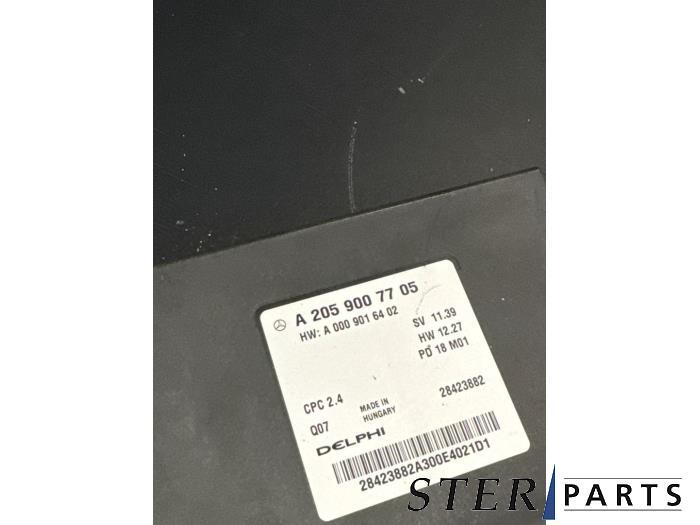 A 205 900 77 05
HW: A 000 901 64 02
SV 11.39
HW 12.27
PD 18 M01
CPC 2.4
28423882
Q07
MADE IN
HUNGARY
DELPHI
28423882A300E4021D1
STER PARTS